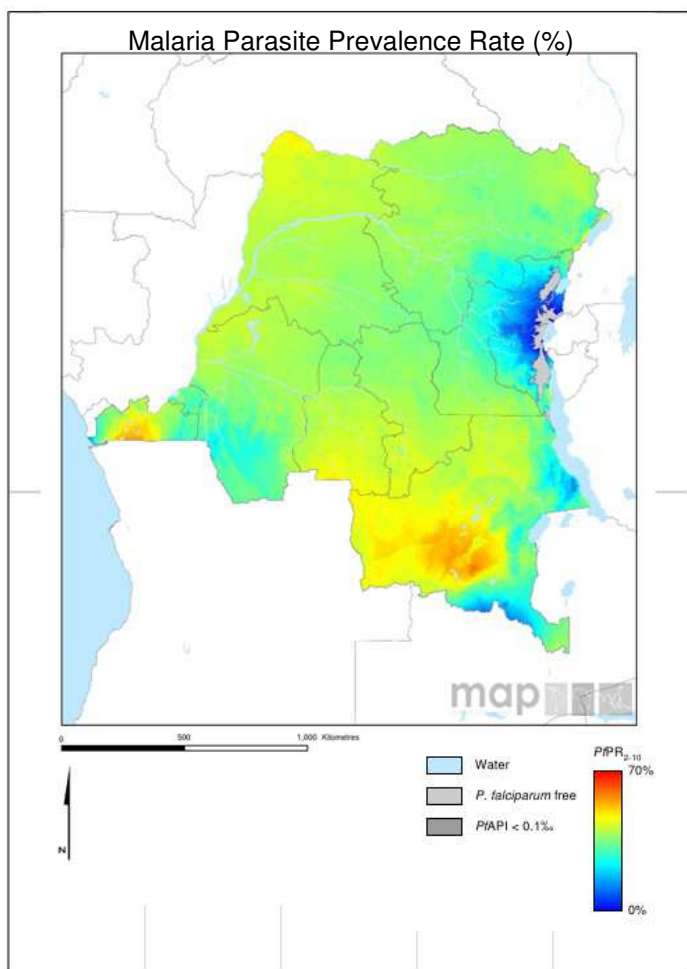 Malaria Parasite Prevalence Rate (%)
map
0 500 1,000 Kilometres
N
Water
P. falciparum free
PfAPI < 0.1‰
PfPR2-10
70%
0%